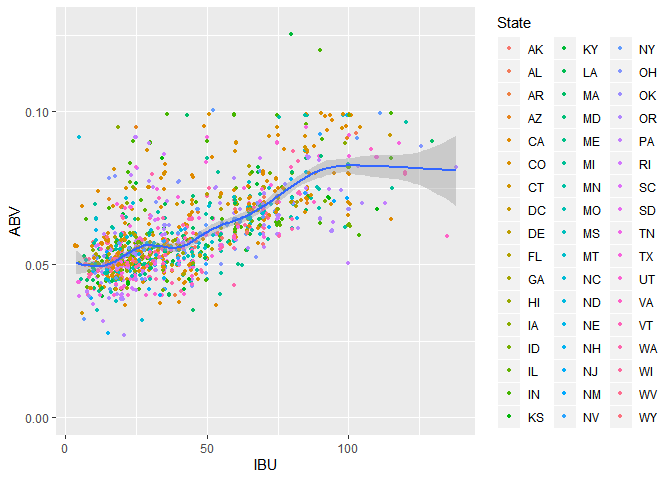 State
AK KY NY
AL LA OH
AR MA OK
AZ MD OR
CA ME PA
CO MI RI
CT MN SC
DC MO SD
DE MS TN
FL MT TX
GA NC UT
HI ND VA
IA NE VT
ID NH WA
IL NJ WI
IN NM WV
KS NV WY
ABV
0.10
0.05
0.00
0 50 100
IBU